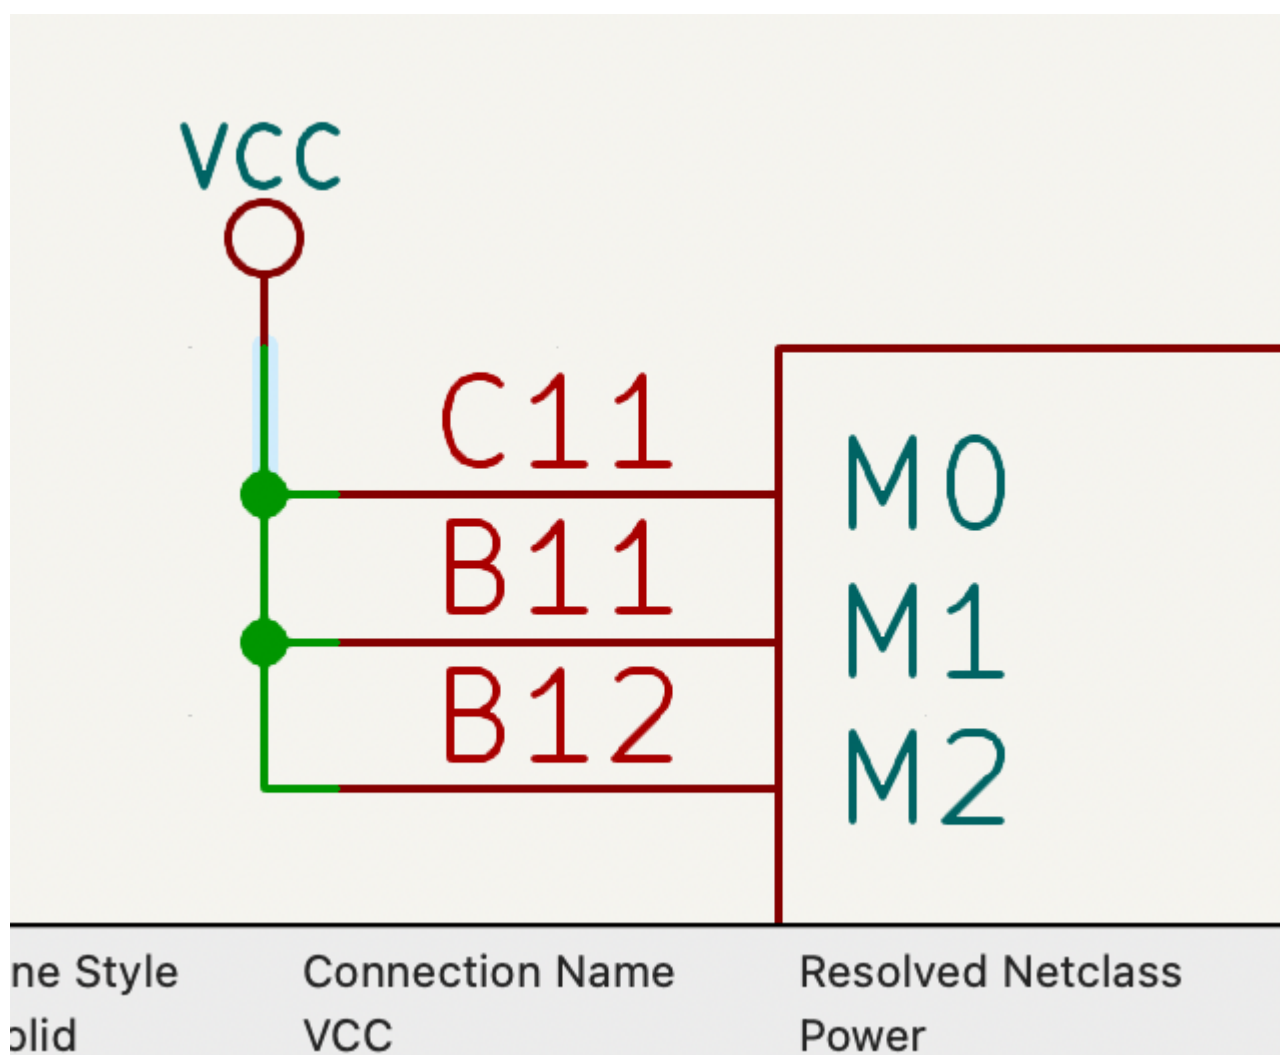 VCC
C11
M0
B11
M1
B12
M2
ne Style Connection Name Resolved Netclass
olid VCC Power